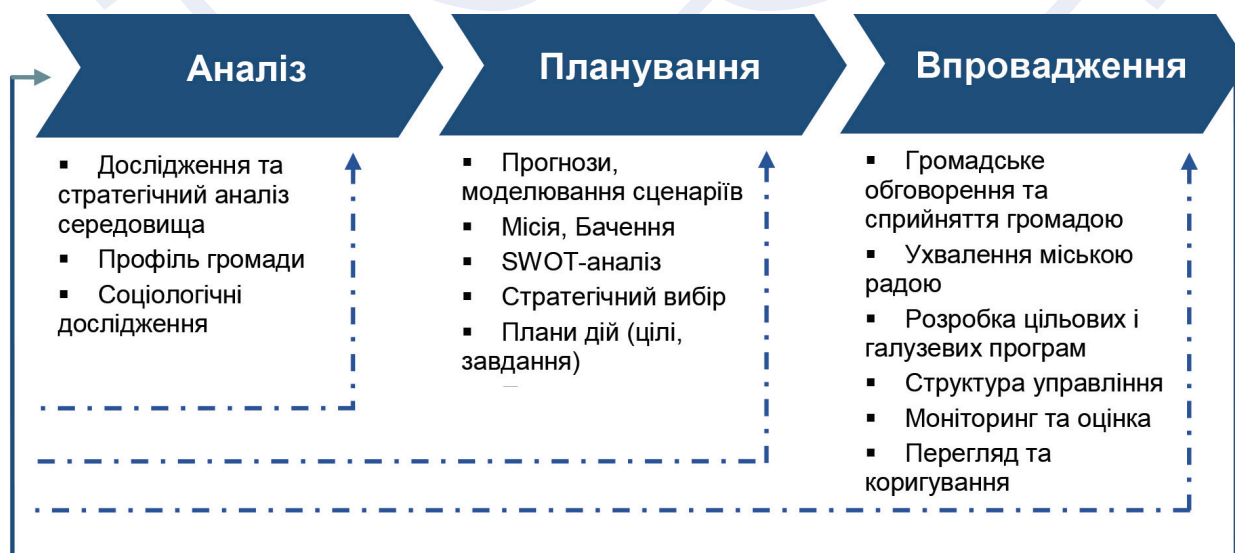 Аналіз
Планування
Впровадження
▪ Дослідження та
стратегічний аналіз
середовища
▪ Профіль громади
▪ Соціологічні
дослідження
▪ Прогнози,
моделювання сценаріїв
▪ Місія, Бачення
▪ SWOT-аналіз
▪ Стратегічний вибір
▪ Плани дій (цілі,
завдання)
▪ Громадське
обговорення та
сприйняття громадою
▪ Ухвалення міською
радою
▪ Розробка цільових і
галузевих програм
▪ Структура управління
▪ Моніторинг та оцінка
▪ Перегляд та
коригування